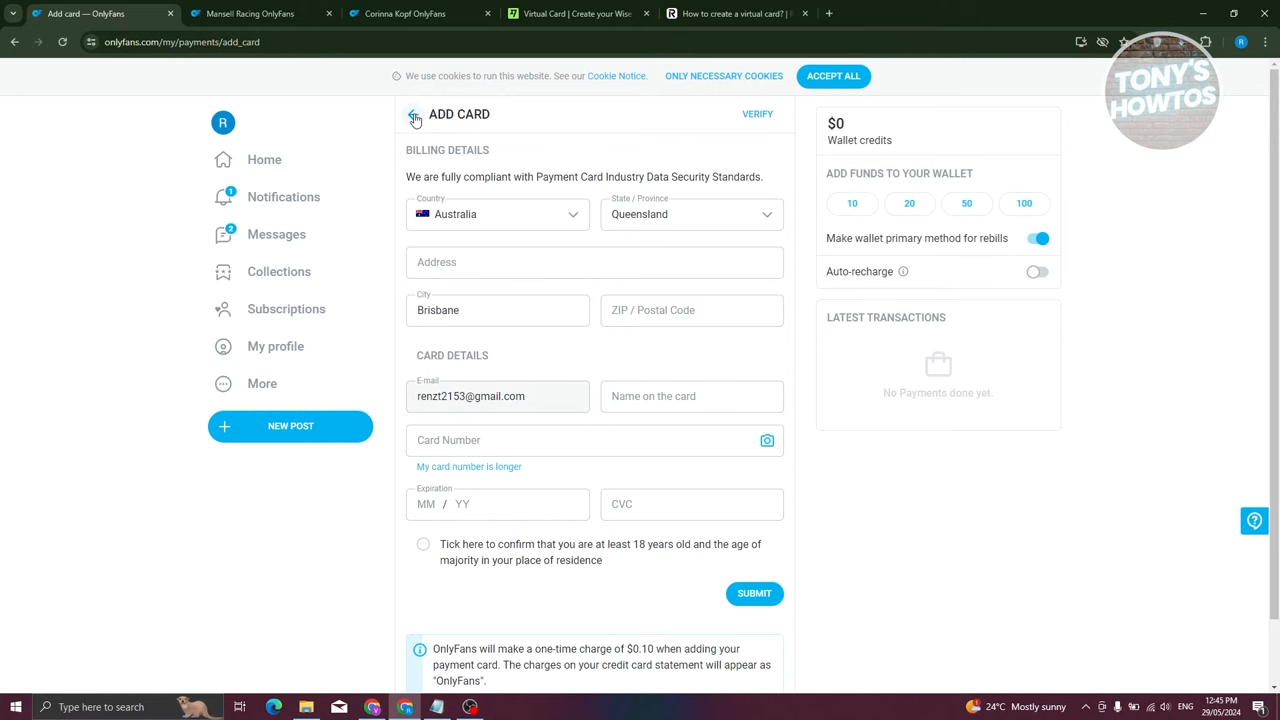 Add Card OnlyFans
Mansell Racing OnlyFans
Corinna Kopf OnlyFans
Virtual Card | Create your Wise
How to create a virtual card? |
onlyfans.com/my/payments/add_card
R
We use cookies to run this website. See our Cookie Notice.
ONLY NECESSARY COOKIES
ACCEPT ALL
TONY'S
HOWTOS
R
Home
1
Notifications
2
Messages
Collections
Subscriptions
My profile
More
NEW POST
ADD CARD
VERIFY
BILLING DETAILS
We are fully compliant with Payment Card Industry Data Security Standards.
Country
Australia
State / Province
Queensland
Address
City
Brisbane
ZIP / Postal Code
CARD DETAILS
E-mail
renzt2153@gmail.com
Name on the card
Card Number
My card number is longer
Expiration
MM / YY
CVC
Tick here to confirm that you are at least 18 years old and the age of
majority in your place of residence
SUBMIT
OnlyFans will make a one-time charge of $0.10 when adding your
payment card. The charges on your credit card statement will appear as
"OnlyFans".
$0
Wallet credits
ADD FUNDS TO YOUR WALLET
10
20
50
100
Make wallet primary method for rebills
Auto-recharge
LATEST TRANSACTIONS
No Payments done yet.
Type here to search
24°C Mostly sunny
ENG
12:45 PM
29/05/2024